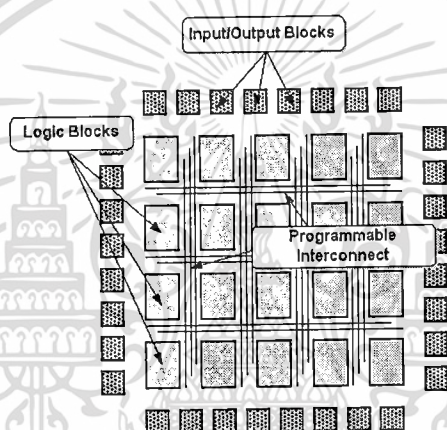 Input/Output Blocks
Logic Blocks
Programmable
Interconnect